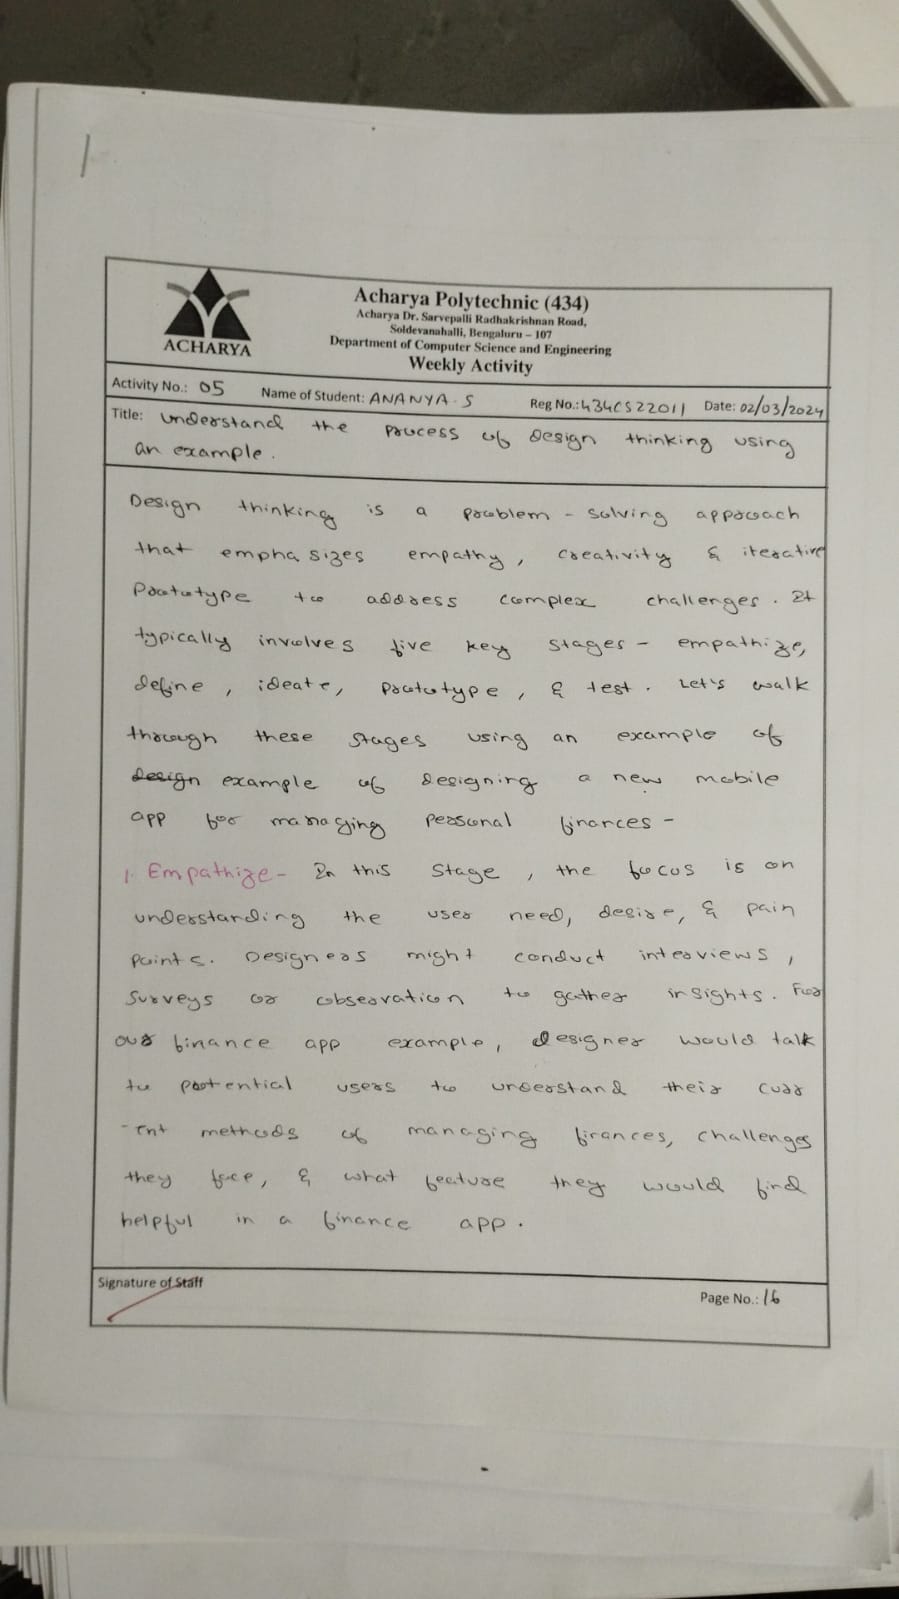 ACHARYA
Acharya Polytechnic (434)
Acharya Dr. Sarvepalli Radhakrishnan Road,
Soldevanahalli, Bengaluru – 107
Department of Computer Science and Engineering
Weekly Activity
Activity No.: 05 Name of Student: ANANYA.S Reg No.: 434CS22011 Date: 02/03/2024
Title: Understand the process of design thinking using
an example.
Design thinking is a problem - solving approach
that emphasizes empathy, creativity & iterative
Prototype to address complex challenges. It
typically involves five key stages - empathize,
define, ideate, prototype, & test. Let's walk
through these stages using an example of
design example of designing a new mobile
app for managing personal finances -
1. Empathize - In this stage, the focus is on
understanding the user need, desire, & pain
points. Designers might conduct interviews,
surveys or observation to gather insights. For
our finance app example, designer would talk
to potential users to understand their curr
-ent methods of managing finances, challenges
they face, & what feature they would find
helpful in a finance app.
Signature of Staff
Page No.: 16